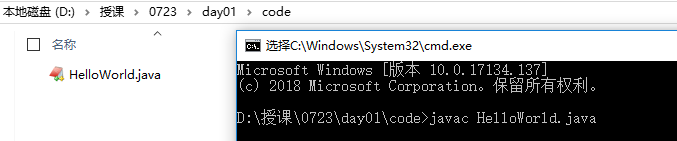 本地磁盘 (D:) › 授课 › 0723 › day01 › code
名称
HelloWorld.java
选择C:\Windows\System32\cmd.exe
Microsoft Windows [版本 10.0.17134.137]
(c) 2018 Microsoft Corporation。保留所有权利。
D:\授课\0723\day01\code>javac HelloWorld.java